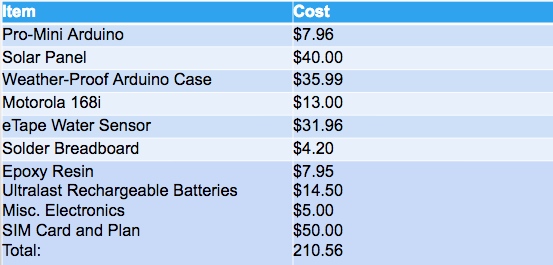 Item Cost
Pro-Mini Arduino $7.96
Solar Panel $40.00
Weather-Proof Arduino Case $35.99
Motorola 168i $13.00
eTape Water Sensor $31.96
Solder Breadboard $4.20
Epoxy Resin $7.95
Ultralast Rechargeable Batteries $14.50
Misc. Electronics $5.00
SIM Card and Plan $50.00
Total: 210.56